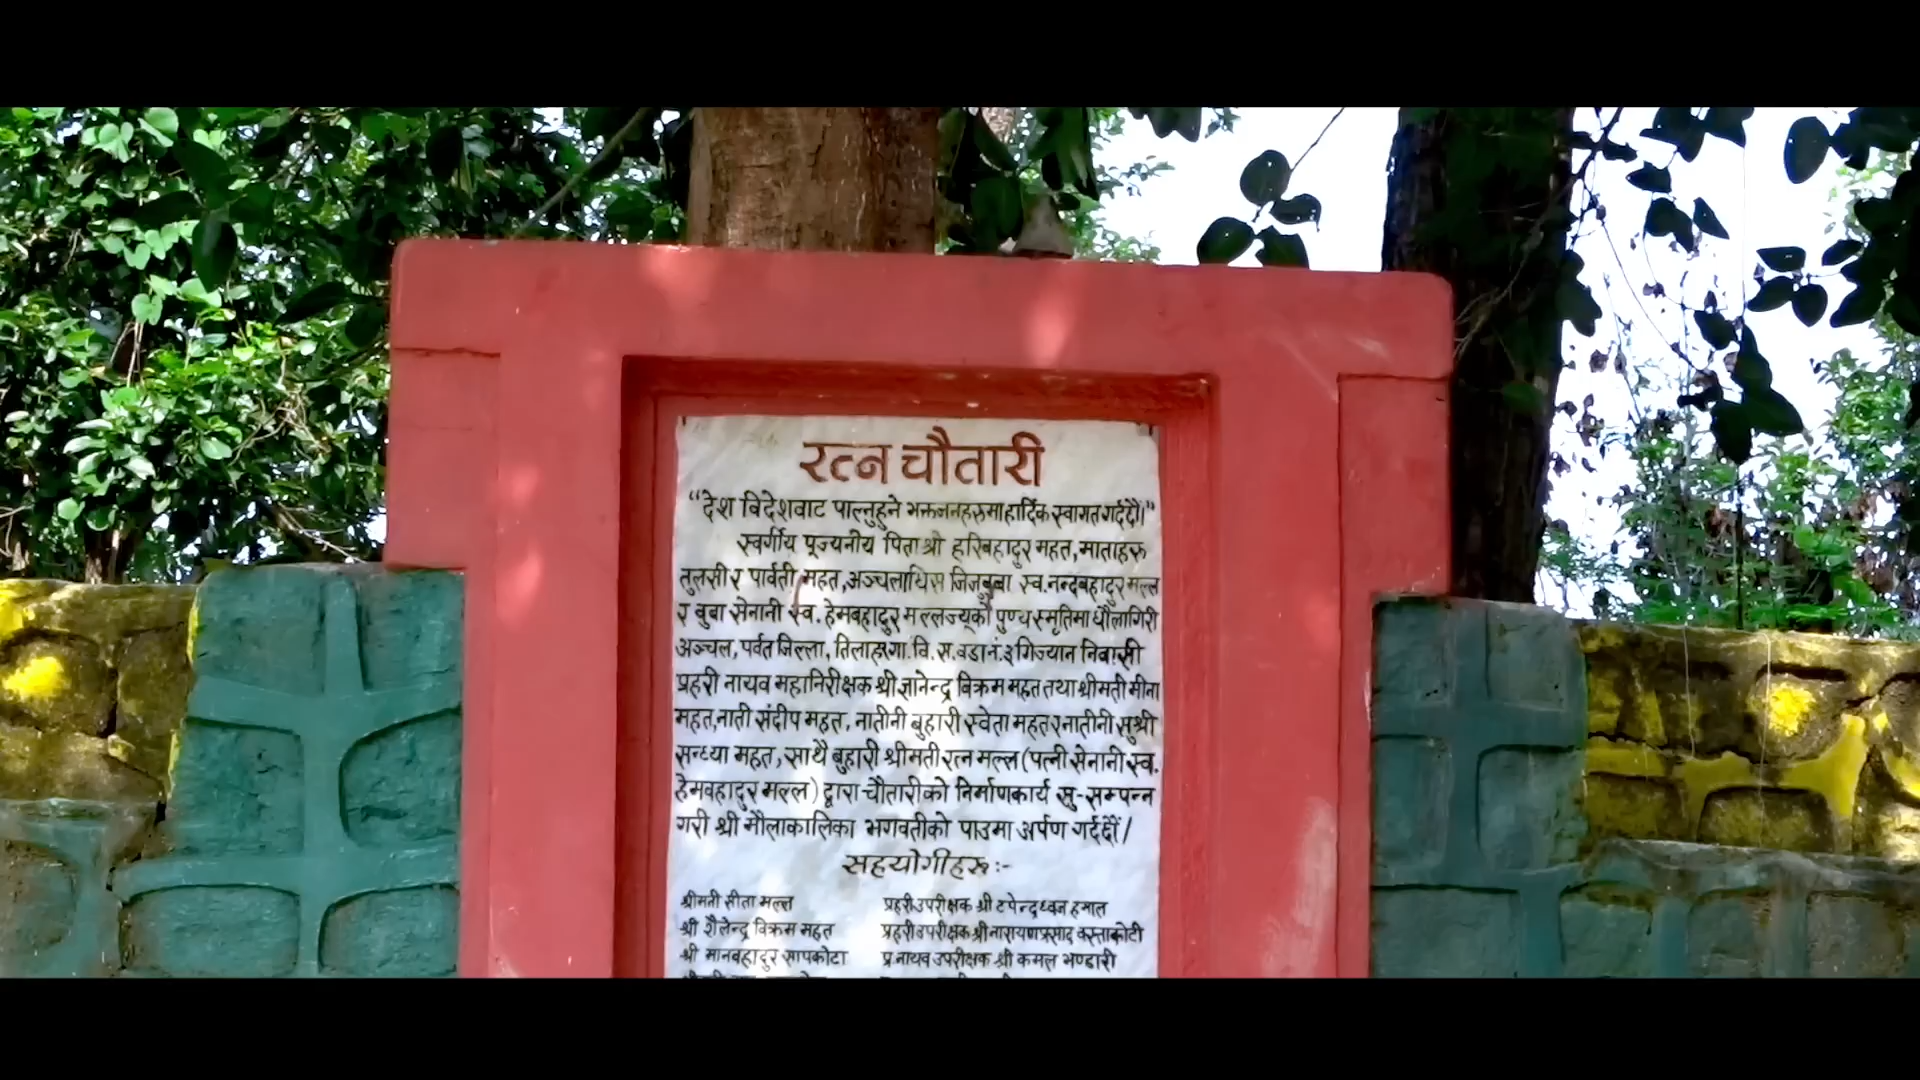 रत्न चौतारी
“देश विदेशवाट पाल्नुहुने भक्तजनहरुमा हार्दिक स्वागत गर्दछौं।”
स्वर्गीय पूज्यनीय पिता श्री हरिबहादुर महत, माताहरु
तुलसी र पार्वती महत, अञ्चलाधिस जिजुबुबा स्व. नन्दबहादुर मल्ल
र बुबा सेनानी स्व. हेमबहादुर मल्लज्यूको पुण्य स्मृतिमा धौलागिरी
अञ्चल, पर्वत जिल्ला, तिलाहार गा. वि. स. वडा नं. ३ गिज्यान निबासी
प्रहरी नायव महानिरीक्षक श्री ज्ञानेन्द्र विक्रम महत तथा श्रीमती मीना
महत, नाती संदीप महत, नातीनी बुहारी स्वेता महत र नातीनी सुश्री
सन्ध्या महत, साथै बुहारी श्रीमती रत्न मल्ल (पत्नी सेनानी स्व.
हेमबहादुर मल्ल) द्वारा चौतारीको निर्माणकार्य सु-सम्पन्न
गरी श्री मौलाकालिका भगवतीको पाउमा अर्पण गर्दछौं।
सहयोगीहरु :-
श्रीमती सीता मल्ल प्रहरी उपरीक्षक श्री टपेन्द्रध्वज हमाल
श्री शैलेन्द्र विक्रम महत प्रहरी उपरीक्षक श्री नारायणप्रसाद वस्ताकोटी
श्री मानबहादुर सापकोटा प्र. नायव उपरीक्षक श्री कमल भण्डारी